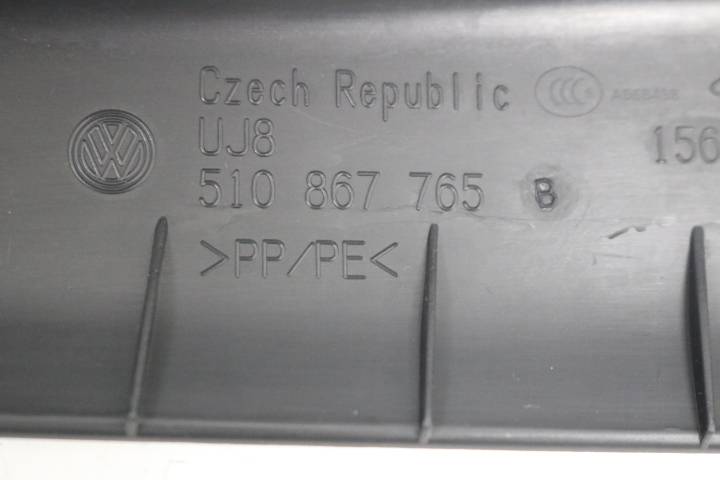 Czech Republic
UJ8
156
510 867 765 B
>PP/PE<